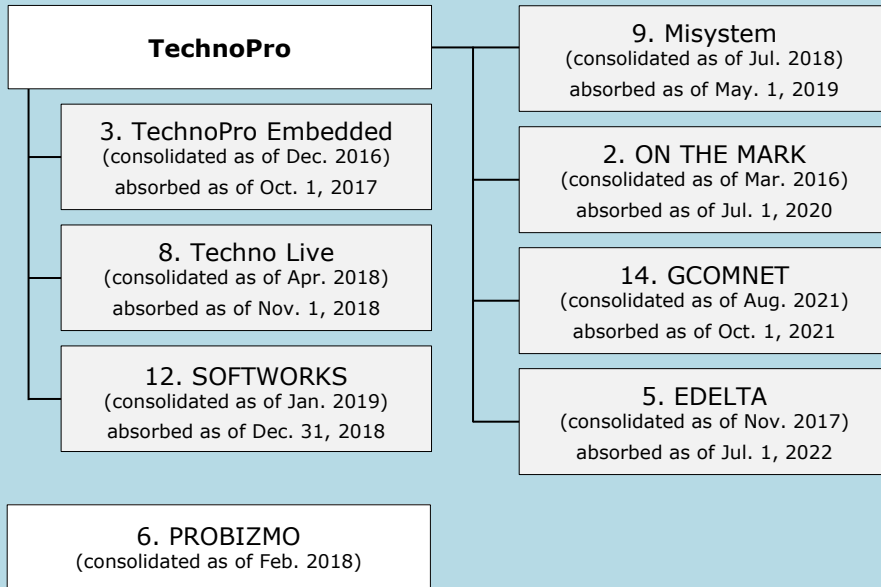 TechnoPro
3. TechnoPro Embedded
(consolidated as of Dec. 2016)
absorbed as of Oct. 1, 2017
8. Techno Live
(consolidated as of Apr. 2018)
absorbed as of Nov. 1, 2018
12. SOFTWORKS
(consolidated as of Jan. 2019)
absorbed as of Dec. 31, 2018
9. Misystem
(consolidated as of Jul. 2018)
absorbed as of May. 1, 2019
2. ON THE MARK
(consolidated as of Mar. 2016)
absorbed as of Jul. 1, 2020
14. GCOMNET
(consolidated as of Aug. 2021)
absorbed as of Oct. 1, 2021
5. EDELTA
(consolidated as of Nov. 2017)
absorbed as of Jul. 1, 2022
6. PROBIZMO
(consolidated as of Feb. 2018)